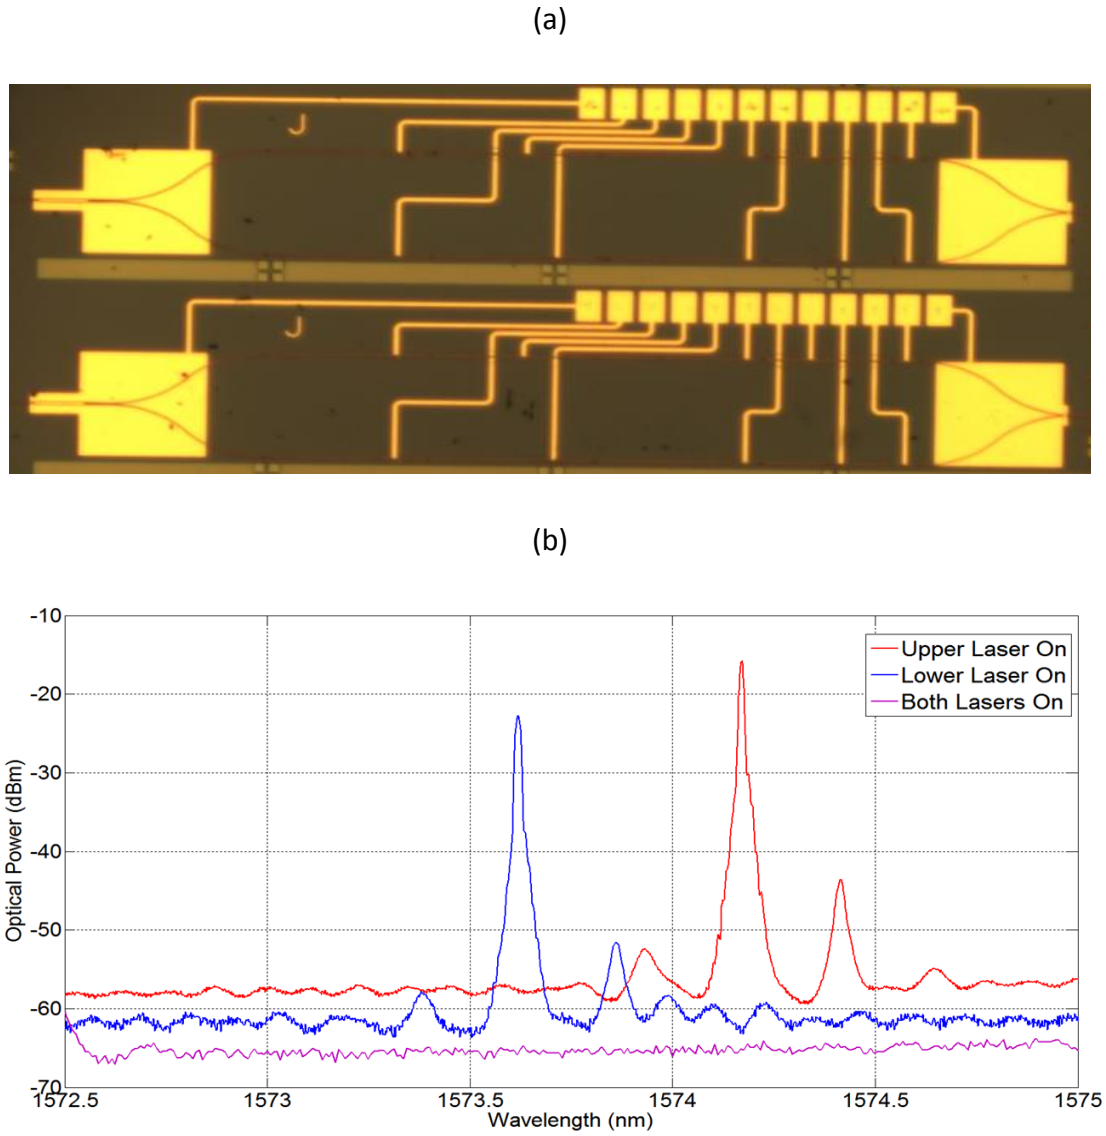 (a)
(b)
-10
-20
-30
-40
-50
-60
-70
Optical Power (dBm)
Upper Laser On
Lower Laser On
Both Lasers On
1572.5 1573 1573.5 1574 1574.5 1575
Wavelength (nm)